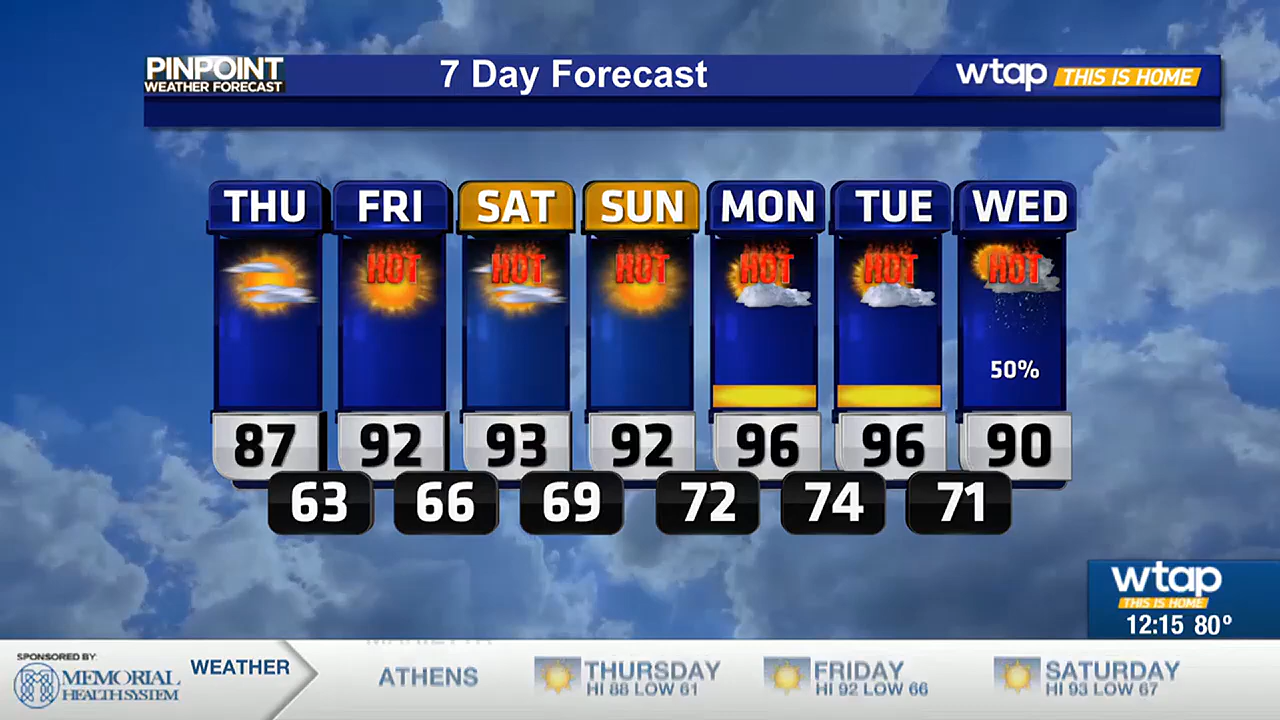 PINPOINT
WEATHER FORECAST
7 Day Forecast
wtap THIS IS HOME
THU FRI SAT SUN MON TUE WED
HOT HOT HOT HOT HOT HOT
50%
87 92 93 92 96 96 90
63 66 69 72 74 71
wtap
THIS IS HOME
12:15 80°
SPONSORED BY:
MEMORIAL
HEALTH SYSTEM
WEATHER
MARIETTA
ATHENS
THURSDAY
HI 88 LOW 61
FRIDAY
HI 92 LOW 66
SATURDAY
HI 93 LOW 67